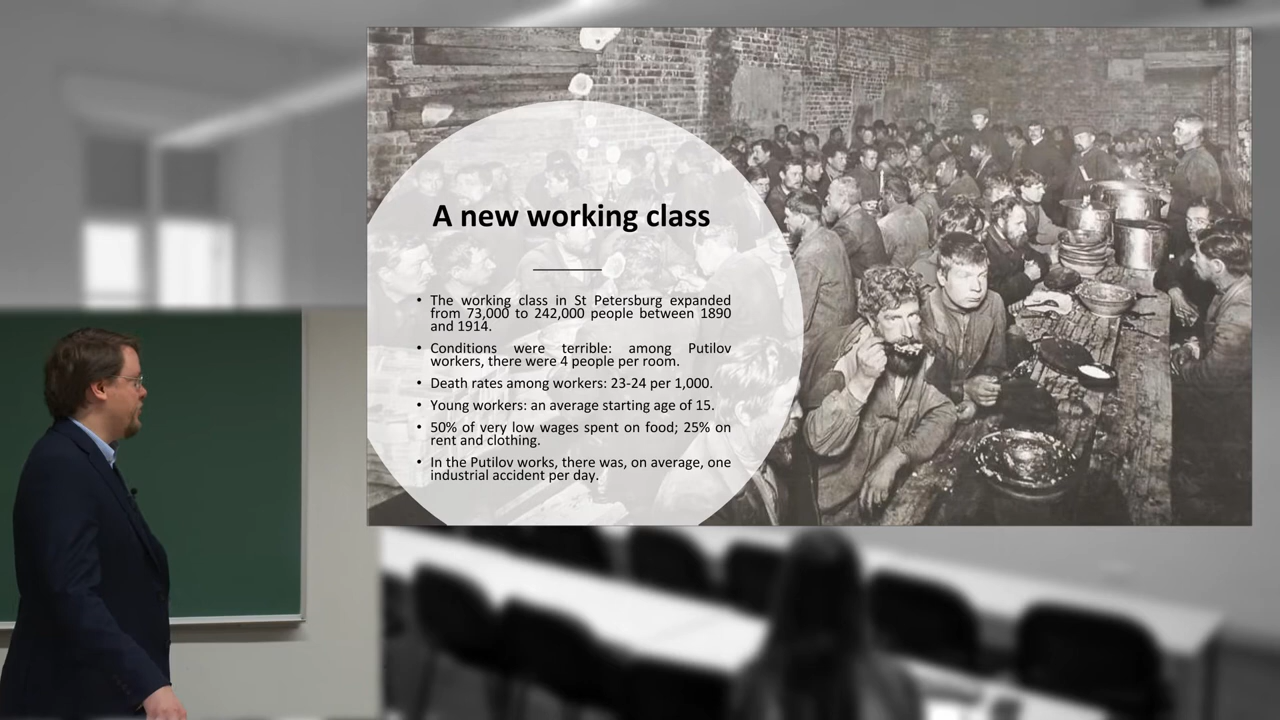 A new working class
• The working class in St Petersburg expanded
from 73,000 to 242,000 people between 1890
and 1914.
• Conditions were terrible: among Putilov
workers, there were 4 people per room.
• Death rates among workers: 23-24 per 1,000.
• Young workers: an average starting age of 15.
• 50% of very low wages spent on food; 25% on
rent and clothing.
• In the Putilov works, there was, on average, one
industrial accident per day.